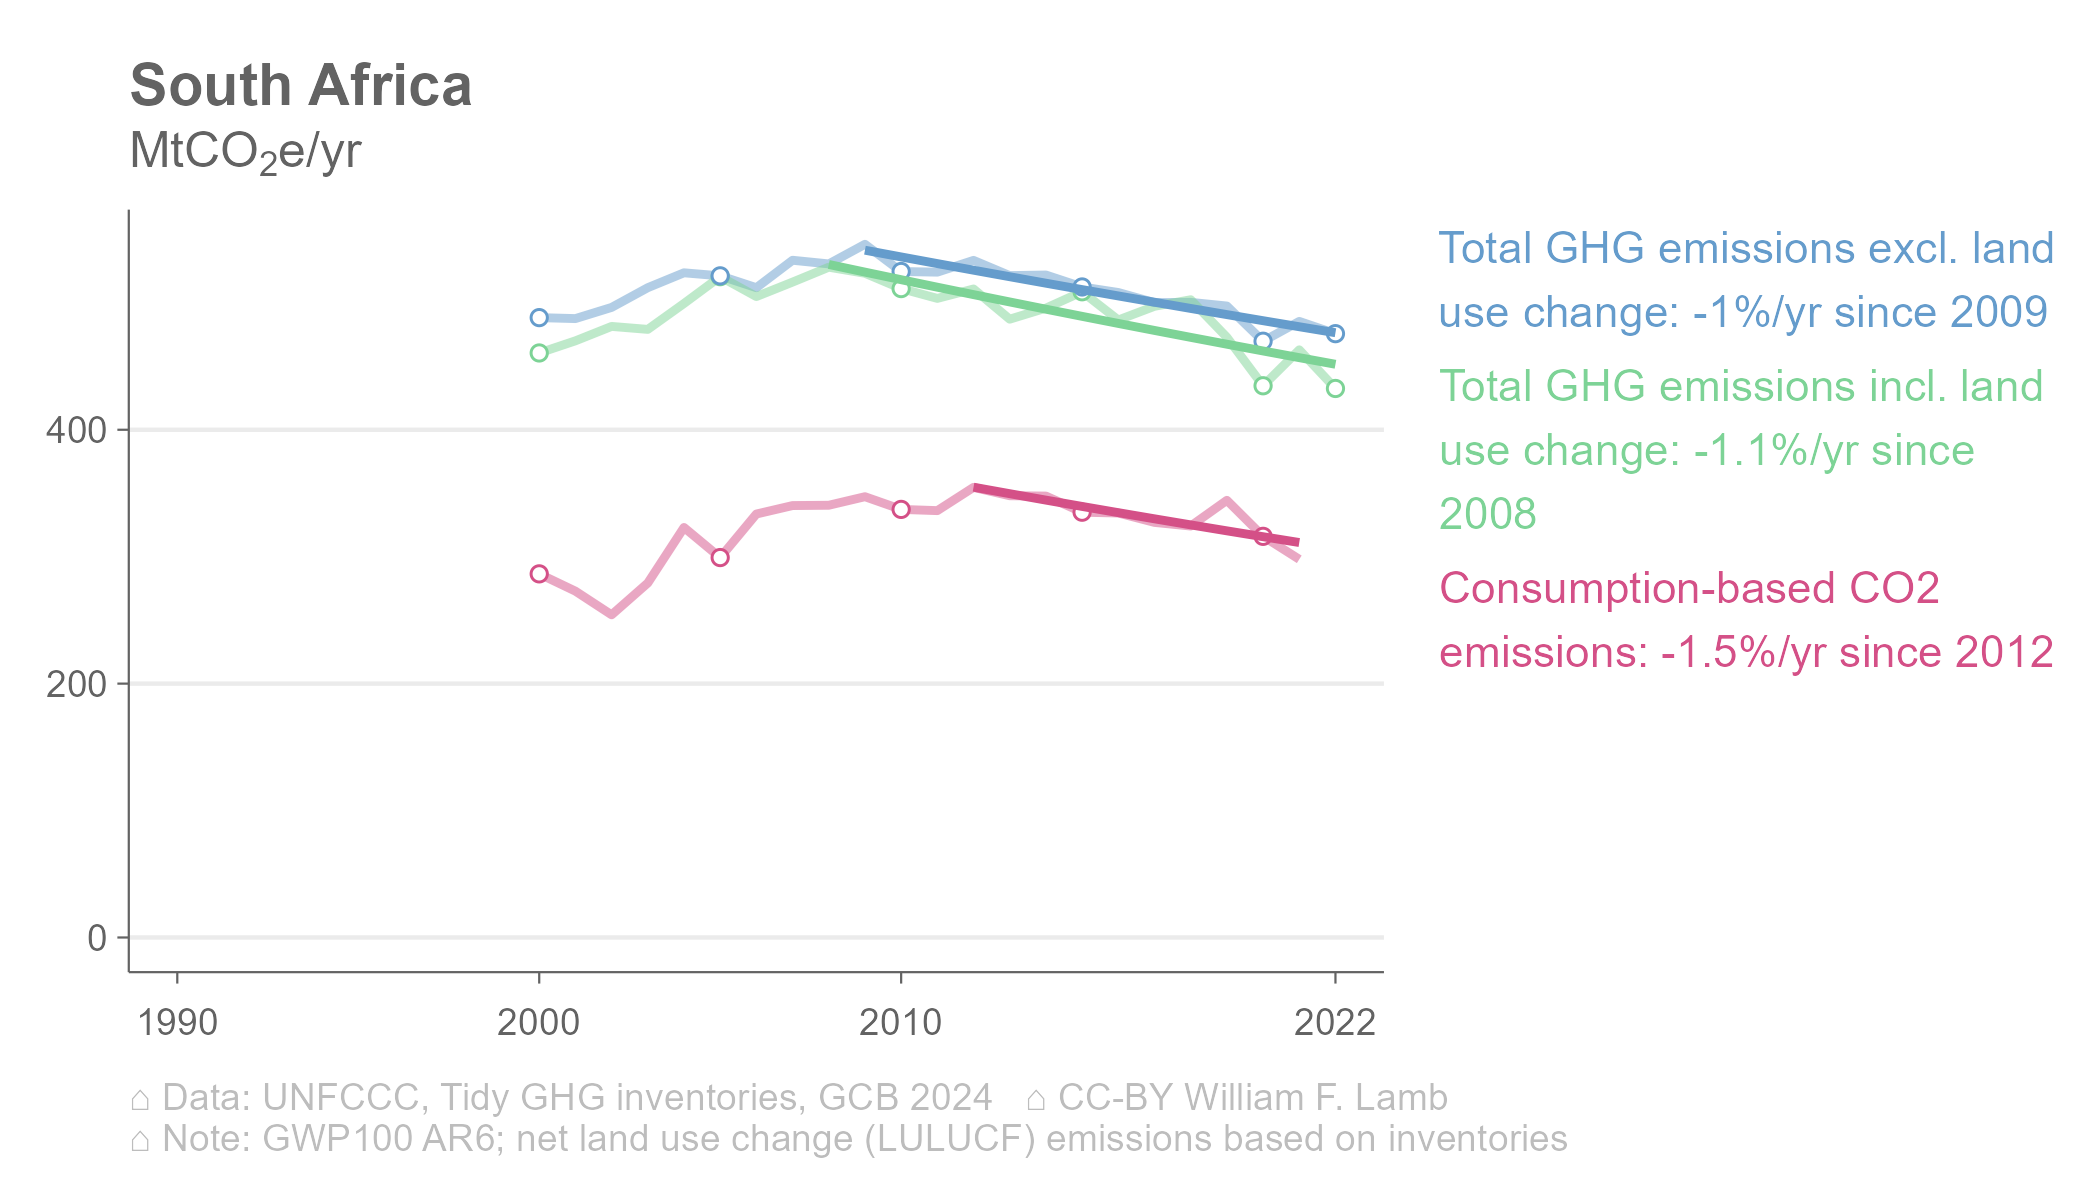 South Africa
MtCO₂e/yr
Total GHG emissions excl. land
use change: -1%/yr since 2009
Total GHG emissions incl. land
use change: -1.1%/yr since
2008
Consumption-based CO2
emissions: -1.5%/yr since 2012
400
200
0
1990 2000 2010 2022
⌂ Data: UNFCCC, Tidy GHG inventories, GCB 2024 ⌂ CC-BY William F. Lamb
⌂ Note: GWP100 AR6; net land use change (LULUCF) emissions based on inventories